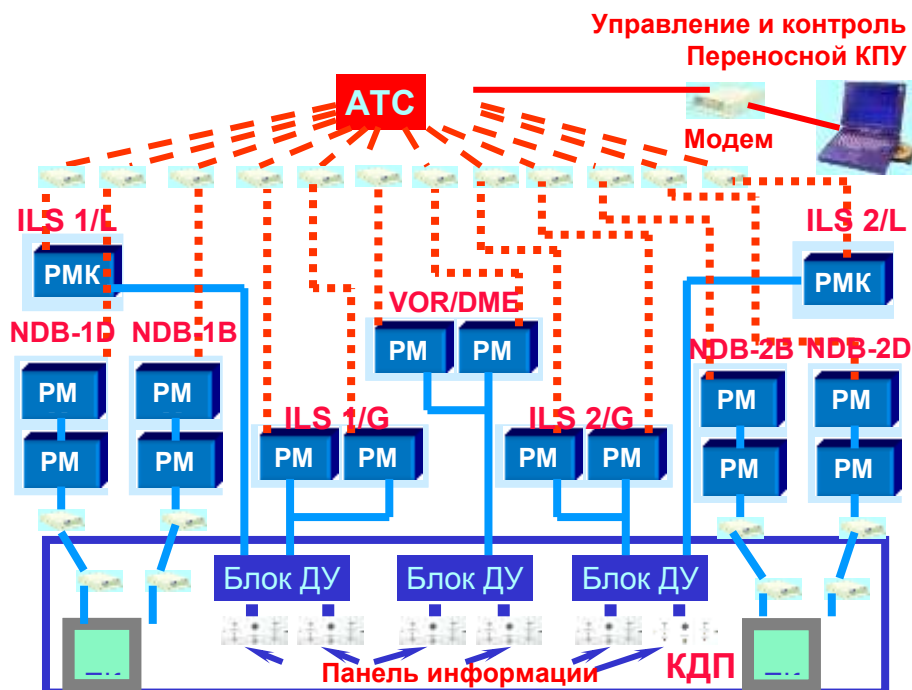 Управление и контроль
Переносной КПУ
АТС
Модем
ILS 1/L
ILS 2/L
РМК
РМК
VOR/DME
NDB-1D
NDB-1B
NDB-2B
NDB-2D
РМ
РМ
РМ
РМ
РМ
РМ
ILS 1/G
ILS 2/G
РМ
РМ
РМ
РМ
РМ
РМ
РМ
РМ
Блок ДУ
Блок ДУ
Блок ДУ
Панель информации
КДП